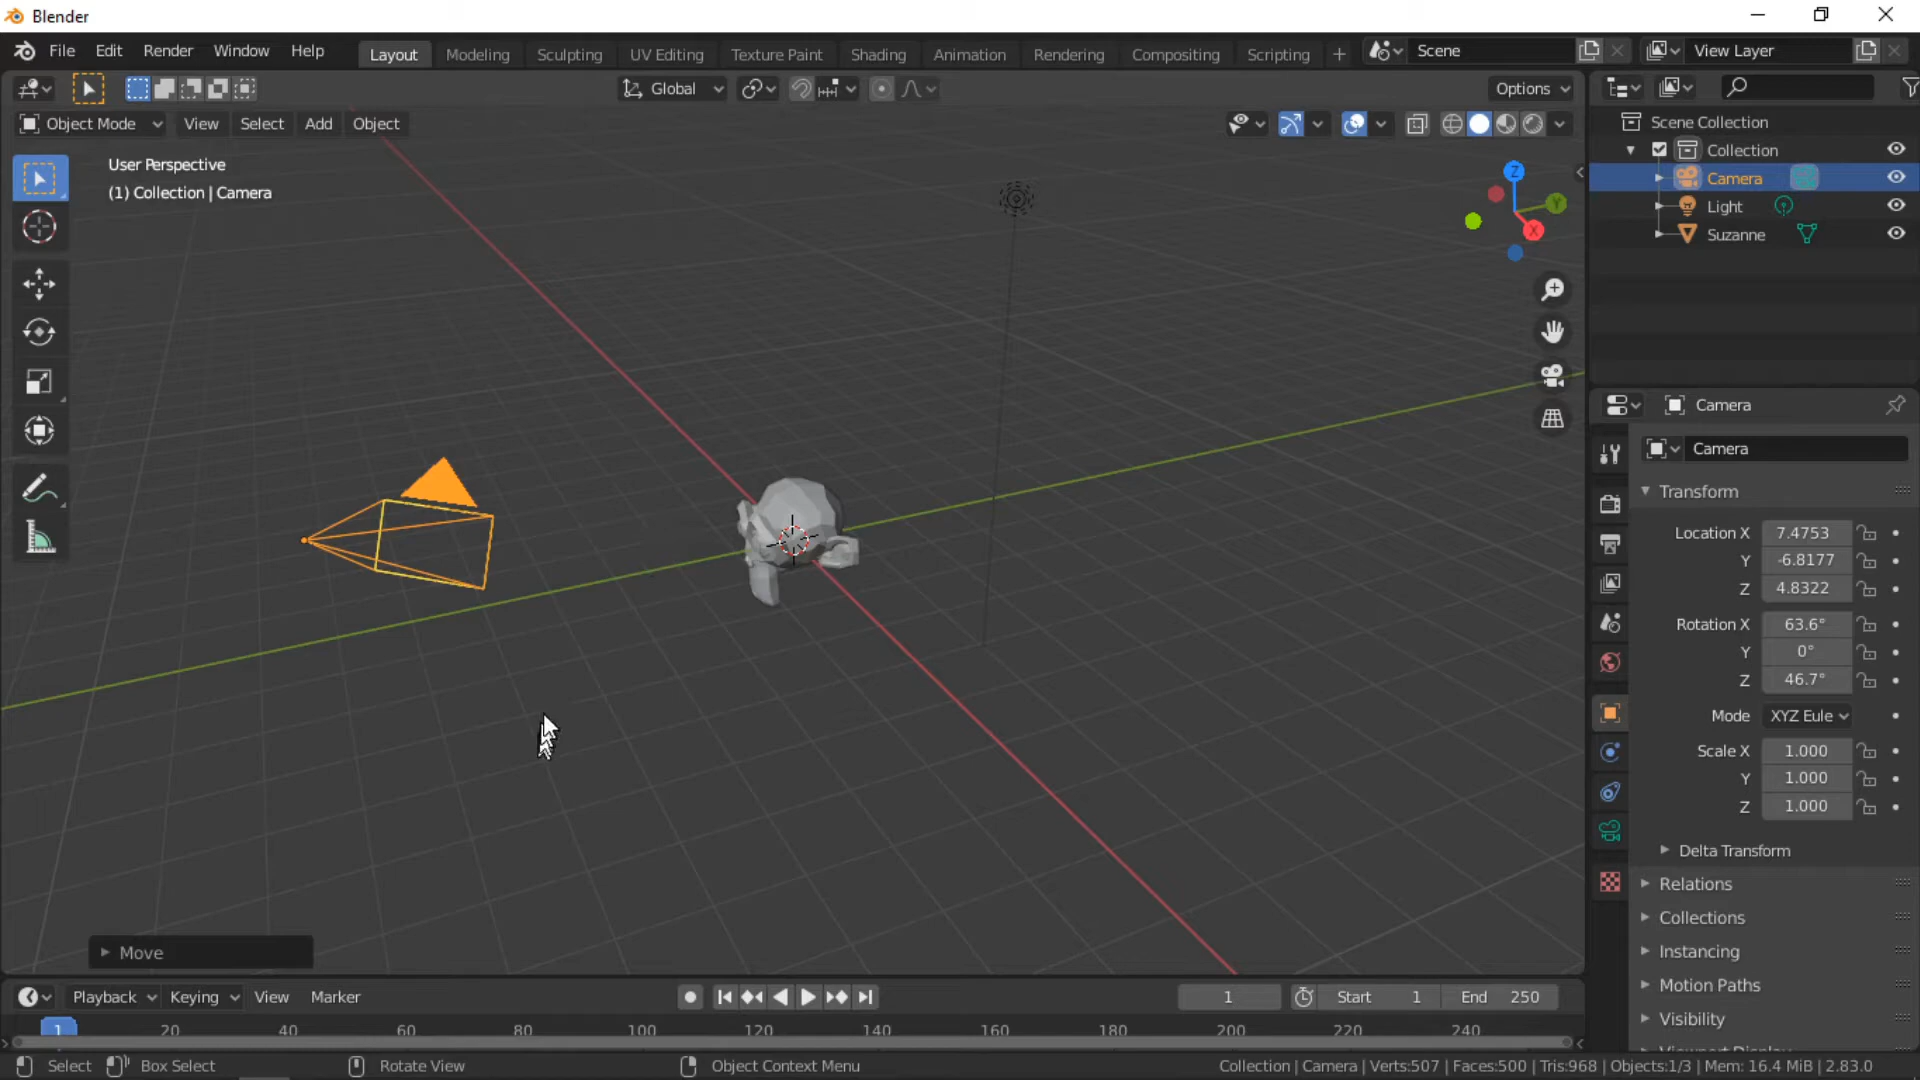 Blender
File Edit Render Window Help Layout Modeling Sculpting UV Editing Texture Paint Shading Animation Rendering Compositing Scripting + Scene View Layer
Global Options
Object Mode View Select Add Object
User Perspective
(1) Collection | Camera
Z
Y
X
Scene Collection
Collection
Camera
Light
Suzanne
Camera
Camera
Transform
Location X 7.4753
Y -6.8177
Z 4.8322
Rotation X 63.6°
Y 0°
Z 46.7°
Mode XYZ Eule
Scale X 1.000
Y 1.000
Z 1.000
Delta Transform
Relations
Collections
Instancing
Motion Paths
Visibility
Move
Playback Keying View Marker 1 Start 1 End 250
1 20 40 60 80 100 120 140 160 180 200 220 240
Select Box Select Rotate View Object Context Menu Collection | Camera | Verts:507 | Faces:500 | Tris:968 | Objects:1/3 | Mem: 16.4 MiB | 2.83.0